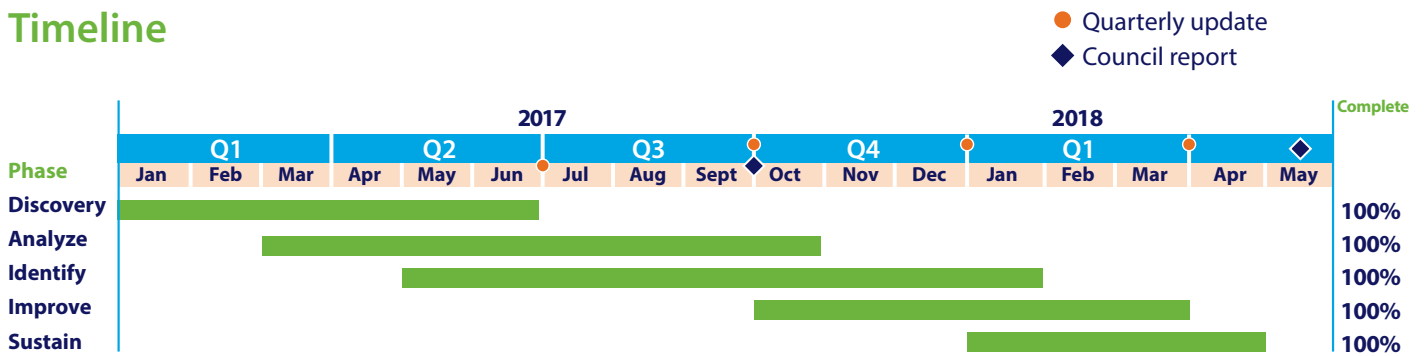 Timeline
Quarterly update
Council report
2017 2018 Complete
Q1 Q2 Q3 Q4 Q1
Phase Jan Feb Mar Apr May Jun Jul Aug Sept Oct Nov Dec Jan Feb Mar Apr May
Discovery 100%
Analyze 100%
Identify 100%
Improve 100%
Sustain 100%